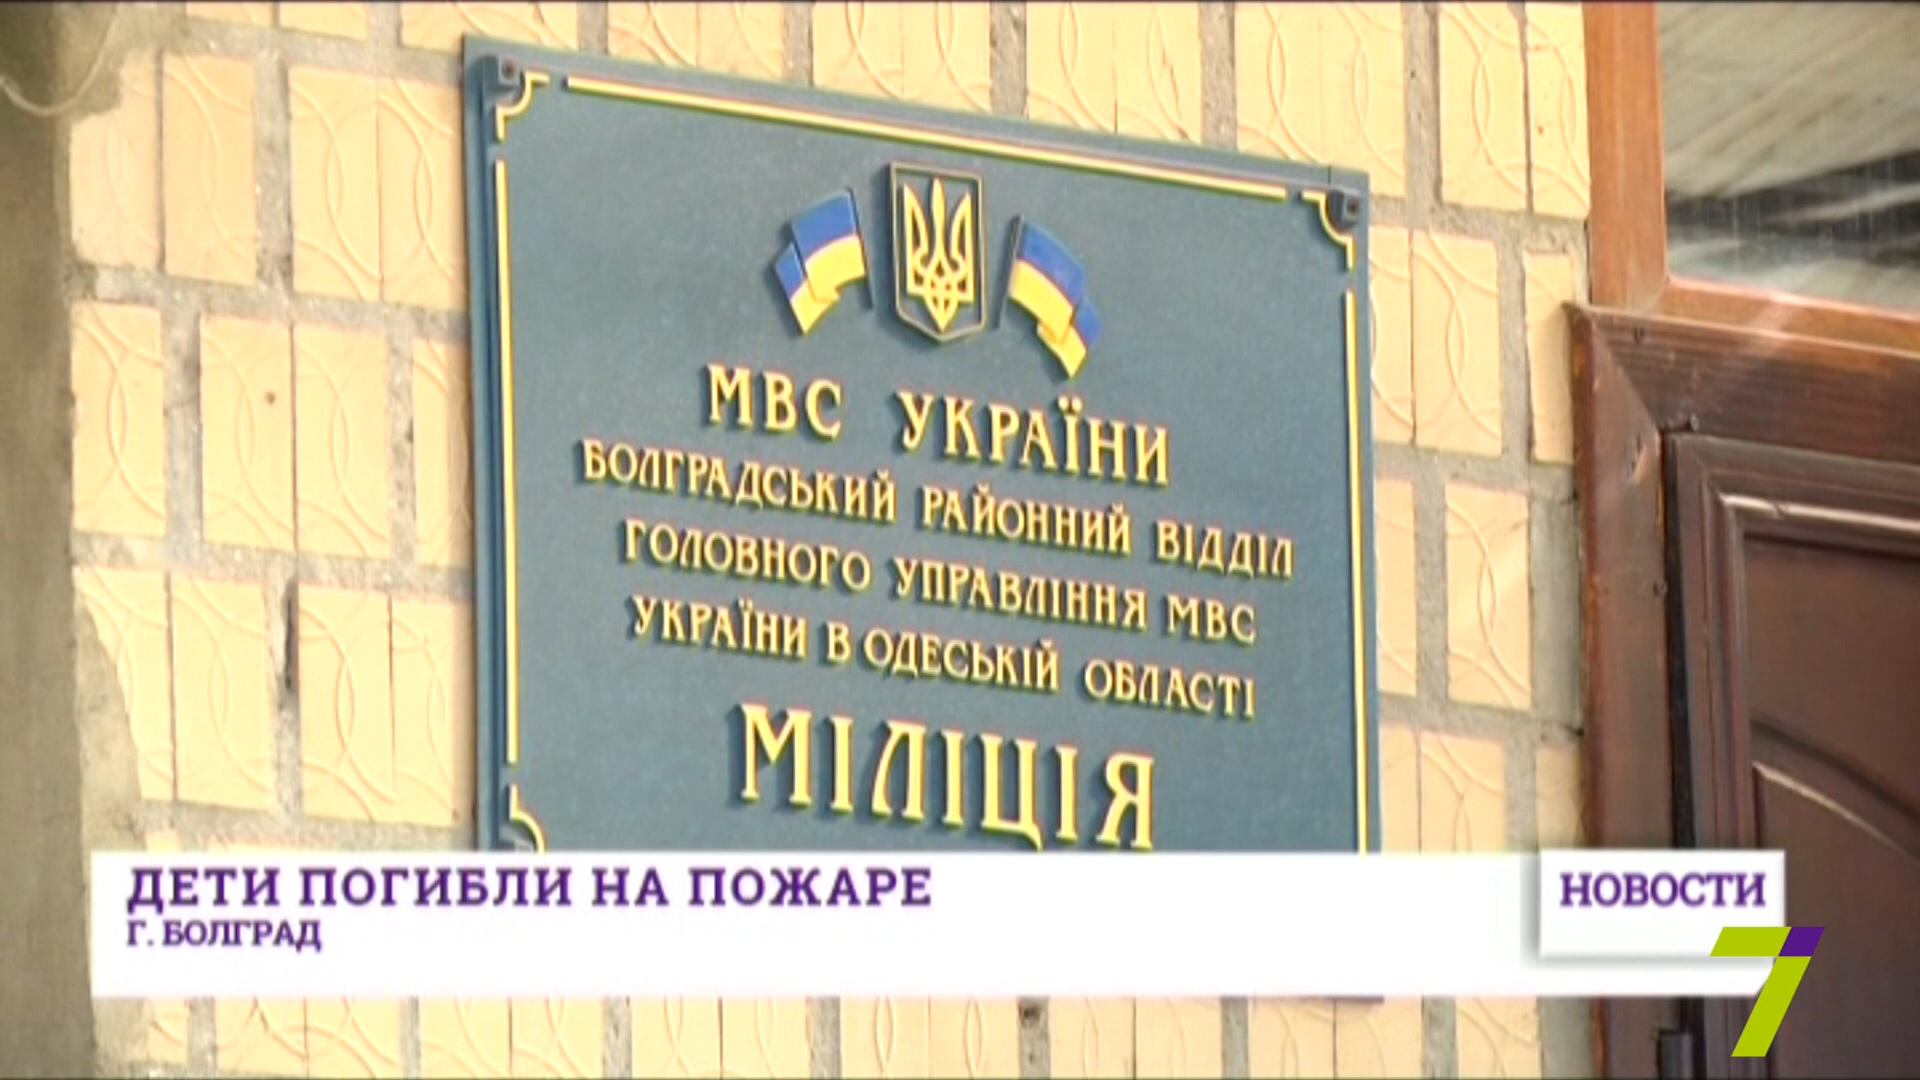 МВС УКРАЇНИ
БОЛГРАДСЬКИЙ РАЙОННИЙ ВІДДІЛ
ГОЛОВНОГО УПРАВЛІННЯ МВС
УКРАЇНИ В ОДЕСЬКІЙ ОБЛАСТІ
МІЛІЦІЯ
ДЕТИ ПОГИБЛИ НА ПОЖАРЕ
Г. БОЛГРАД
НОВОСТИ
7